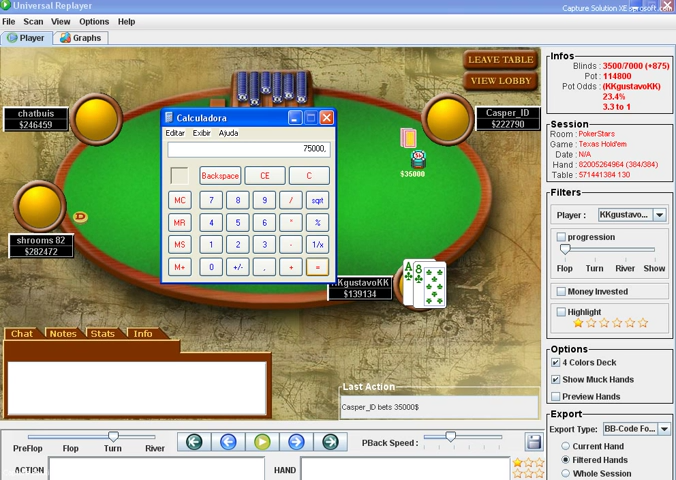 Universal Replayer
Capture Solution XE
File Scan View Options Help
Player Graphs
LEAVE TABLE
VIEW LOBBY
chatbuis
$246459
Casper_ID
$222790
$35000
shrooms 82
$282472
D
KKgustavoKK
$139134
A 8
Calculadora
Editar Exibir Ajuda
75000,
Backspace CE C
MC 7 8 9 / sqrt
MR 4 5 6 * %
MS 1 2 3 - 1/x
M+ 0 +/- , + =
Chat Notes Stats Info
Last Action
Casper_ID bets 35000$
PreFlop Flop Turn River
PBack Speed :
ACTION
HAND
Infos
Blinds : 3500/7000 (+875)
Pot : 114800
Pot Odds : (KKgustavoKK)
23.4%
3.3 to 1
Session
Room : PokerStars
Game : Texas Hold'em
Date : N/A
Hand : 82005264964 (384/384)
Table : 571441384 130
Filters
Player : KKgustavo...
progression
Flop Turn River Show
Money Invested
Highlight
Options
4 Colors Deck
Show Muck Hands
Preview Hands
Export
Export Type: BB-Code Fo...
Current Hand
Filtered Hands
Whole Session